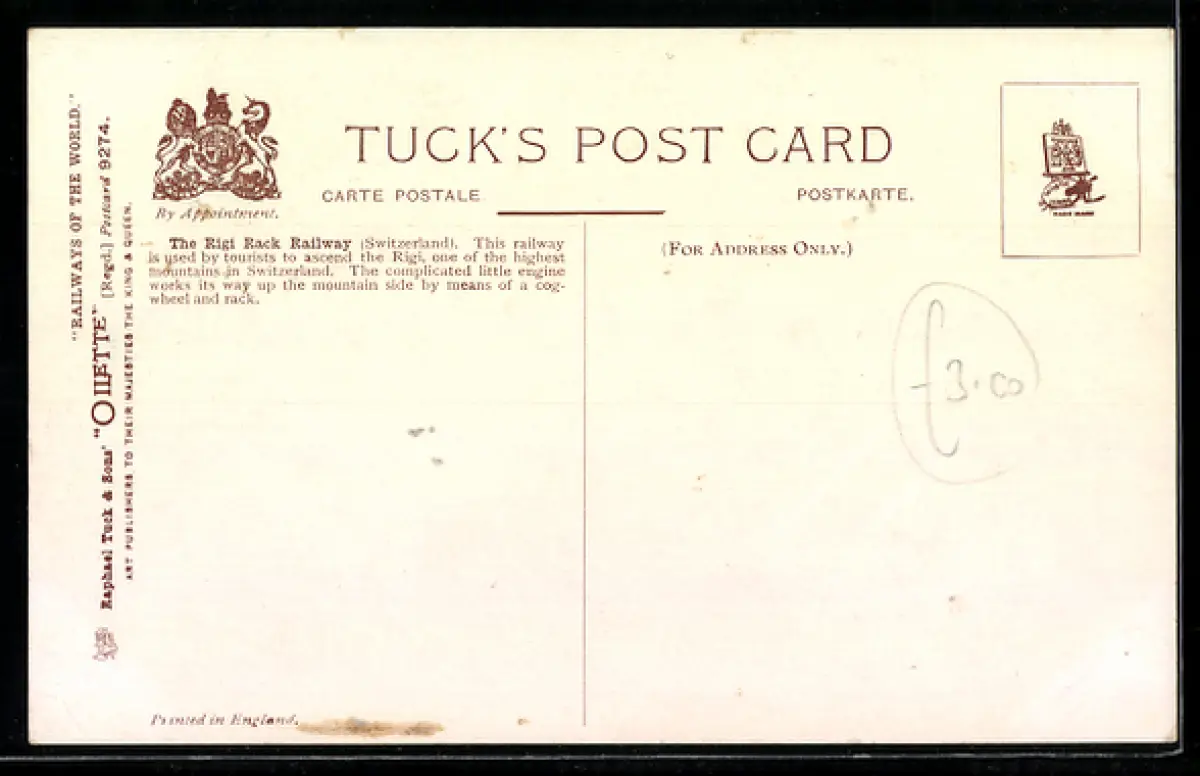 TUCK'S POST CARD
CARTE POSTALE
POSTKARTE.
By Appointment.
(FOR ADDRESS ONLY.)
The Rigi Rack Railway (Switzerland). This railway
is used by tourists to ascend the Rigi, one of the highest
mountains in Switzerland. The complicated little engine
works its way up the mountain side by means of a cog-
wheel and rack.
£3.00
"RAILWAYS OF THE WORLD."
Raphael Tuck & Sons' "OILETTE" [Regd.] Postcard 9274.
ART PUBLISHERS TO THEIR MAJESTIES THE KING & QUEEN.
Printed in England.
TRADE MARK